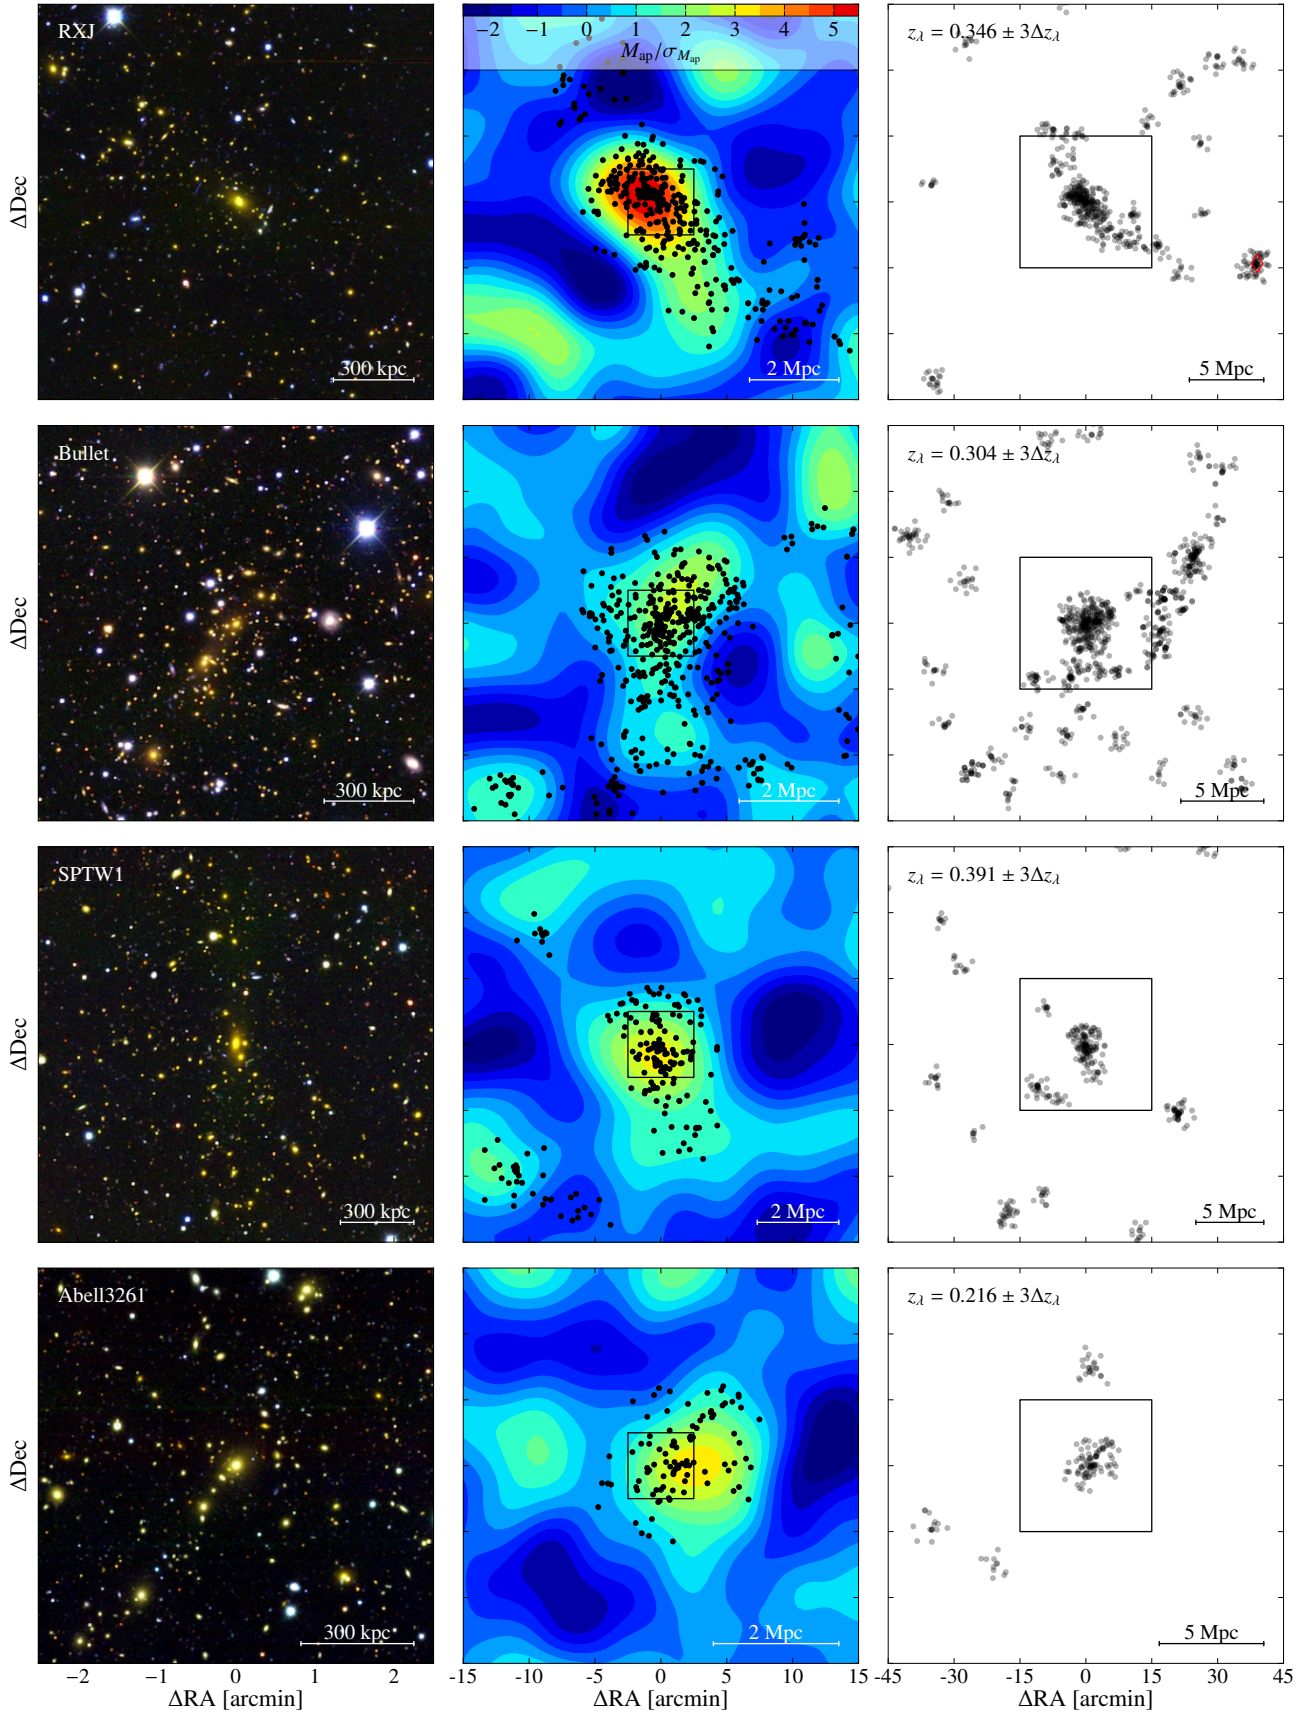 RXJ
−2 −1 0 1 2 3 4 5
M_ap/σ_M_ap
z_λ = 0.346 ± 3Δz_λ
ΔDec
300 kpc
2 Mpc
5 Mpc
Bullet
z_λ = 0.304 ± 3Δz_λ
ΔDec
300 kpc
2 Mpc
5 Mpc
SPTW1
z_λ = 0.391 ± 3Δz_λ
ΔDec
300 kpc
2 Mpc
5 Mpc
Abell3261
z_λ = 0.216 ± 3Δz_λ
ΔDec
300 kpc
2 Mpc
5 Mpc
−2 −1 0 1 2
ΔRA [arcmin]
-15 -10 −5 0 5 10 15
ΔRA [arcmin]
-45 -30 -15 0 15 30 45
ΔRA [arcmin]